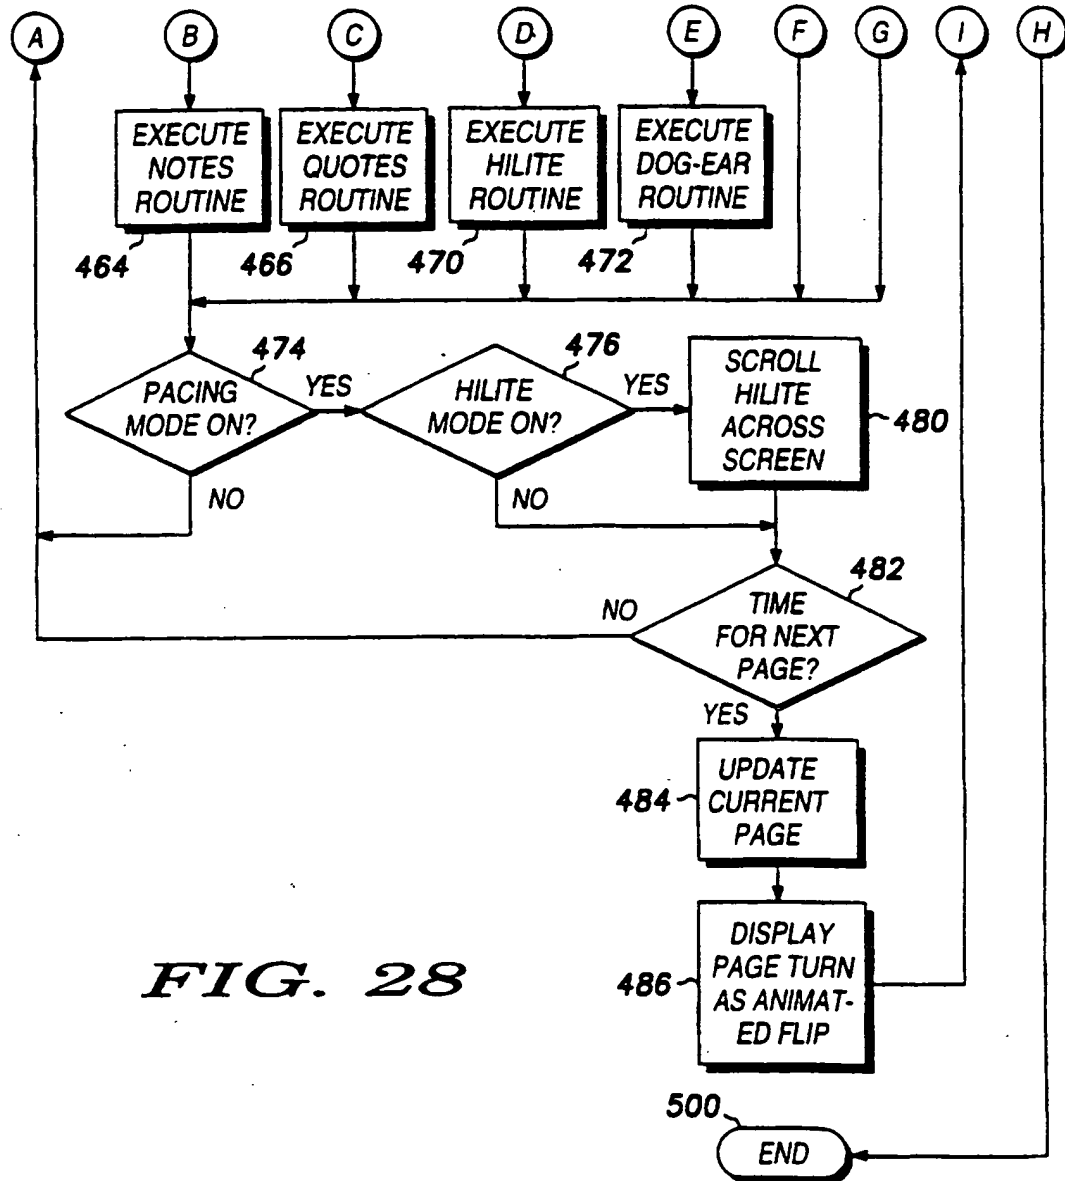 A B C D E F G I H
EXECUTE
NOTES
ROUTINE
464
EXECUTE
QUOTES
ROUTINE
466
EXECUTE
HILITE
ROUTINE
470
EXECUTE
DOG-EAR
ROUTINE
472
PACING
MODE ON?
474
YES
NO
HILITE
MODE ON?
476
YES
NO
SCROLL
HILITE
ACROSS
SCREEN
480
TIME
FOR NEXT
PAGE?
482
NO
YES
UPDATE
CURRENT
PAGE
484
DISPLAY
PAGE TURN
AS ANIMAT-
ED FLIP
486
FIG. 28
500
END